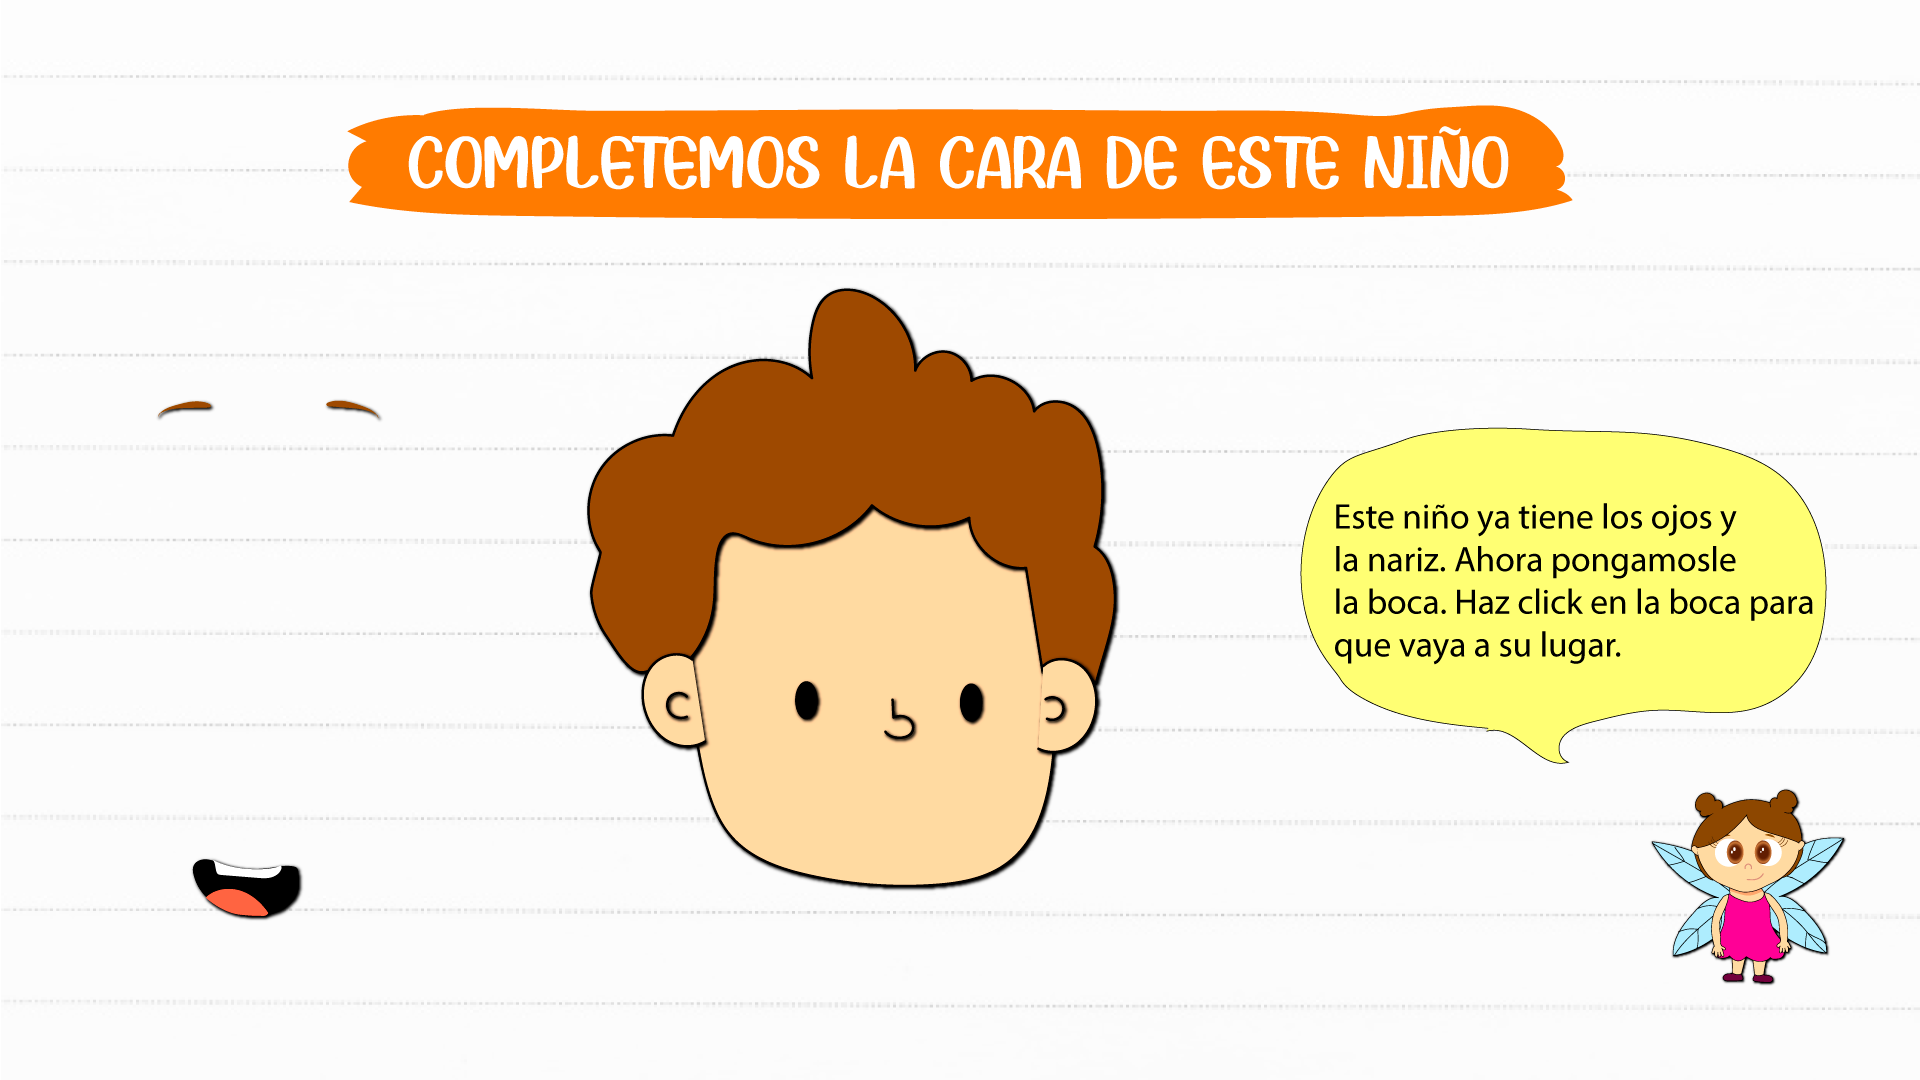 COMPLETEMOS LA CARA DE ESTE NIÑO
Este niño ya tiene los ojos y
la nariz. Ahora pongamosle
la boca. Haz click en la boca para
que vaya a su lugar.